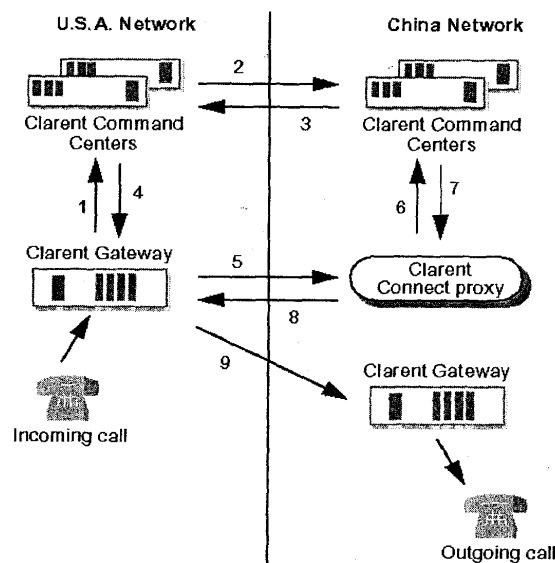 U.S.A. Network
China Network
2
3
Clarent Command
Centers
Clarent Command
Centers
1
4
6
7
Clarent Gateway
5
Clarent
Connect proxy
8
9
Clarent Gateway
Incoming call
Outgoing call